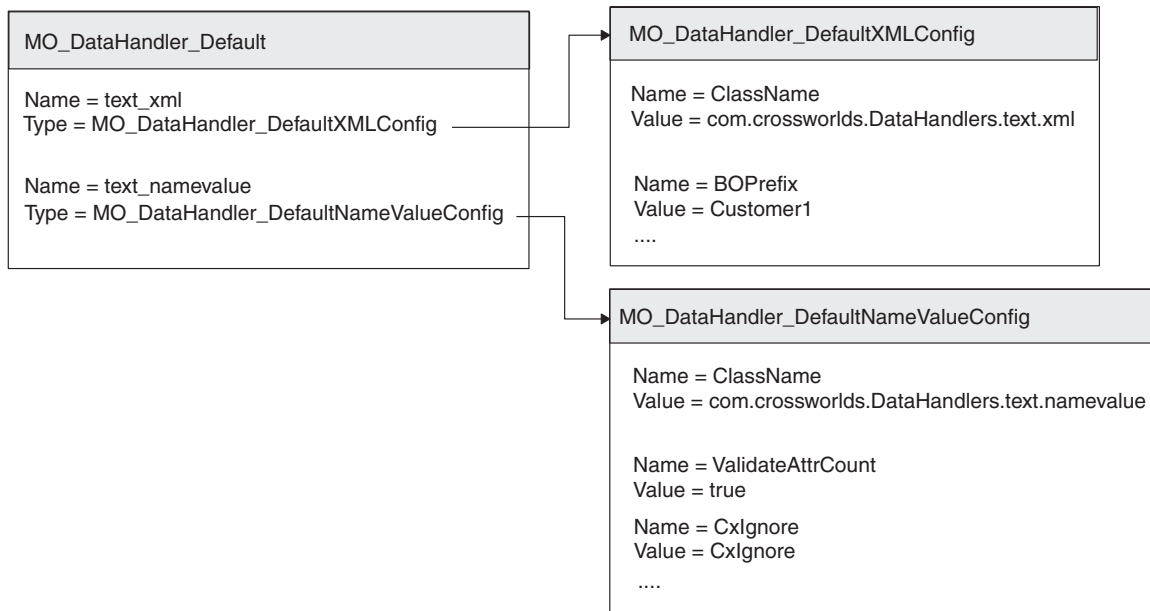 MO_DataHandler_Default
Name = text_xml
Type = MO_DataHandler_DefaultXMLConfig
Name = text_namevalue
Type = MO_DataHandler_DefaultNameValueConfig
MO_DataHandler_DefaultXMLConfig
Name = ClassName
Value = com.crossworlds.DataHandlers.text.xml
Name = BOPrefix
Value = Customer1
....
MO_DataHandler_DefaultNameValueConfig
Name = ClassName
Value = com.crossworlds.DataHandlers.text.namevalue
Name = ValidateAttrCount
Value = true
Name = CxIgnore
Value = CxIgnore
....